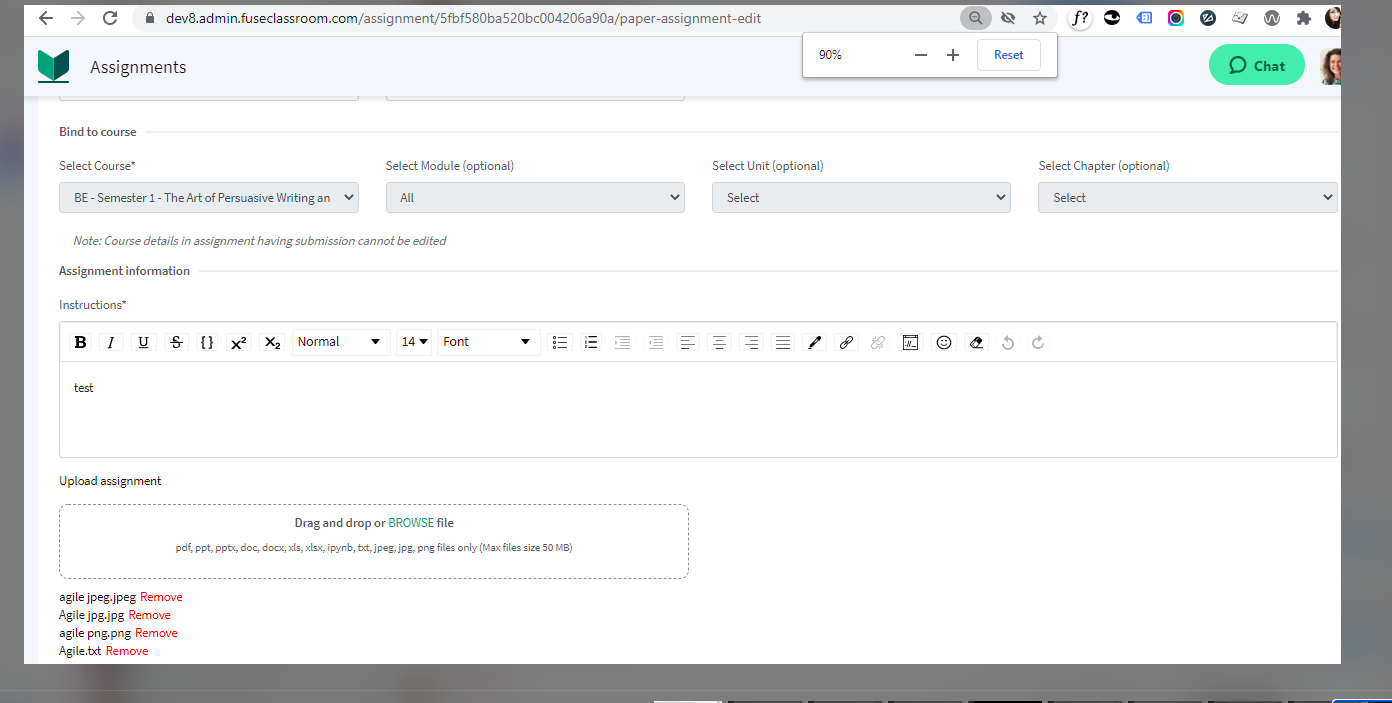 dev8.admin.fuseclassroom.com/assignment/5fbf580ba520bc004206a90a/paper-assignment-edit
f?
90% Reset
Assignments
Chat
Bind to course
Select Course* Select Module (optional) Select Unit (optional) Select Chapter (optional)
BE - Semester 1 - The Art of Persuasive Writing an All Select Select
Note: Course details in assignment having submission cannot be edited
Assignment information
Instructions*
B I U S {} X² X₂ Normal 14 Font
test
Upload assignment
Drag and drop or BROWSE file
pdf, ppt, pptx, doc, docx, xls, xlsx, ipynb, txt, jpeg, jpg, png files only (Max files size 50 MB)
agile jpeg.jpeg Remove
Agile jpg.jpg Remove
agile png.png Remove
Agile.txt Remove